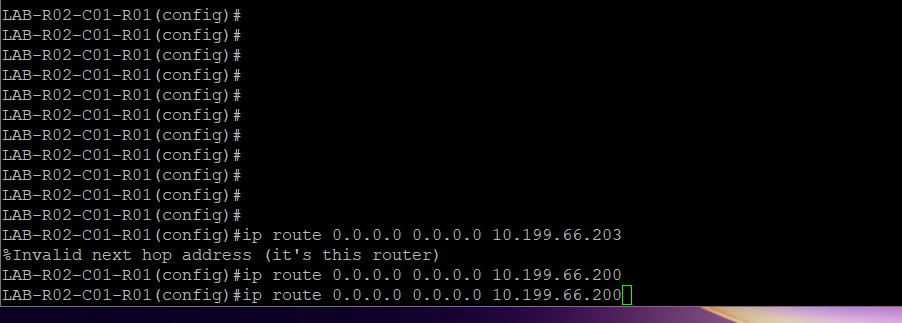 LAB-R02-C01-R01(config)#
LAB-R02-C01-R01(config)#
LAB-R02-C01-R01(config)#
LAB-R02-C01-R01(config)#
LAB-R02-C01-R01(config)#
LAB-R02-C01-R01(config)#
LAB-R02-C01-R01(config)#
LAB-R02-C01-R01(config)#
LAB-R02-C01-R01(config)#
LAB-R02-C01-R01(config)#
LAB-R02-C01-R01(config)#
LAB-R02-C01-R01(config)#ip route 0.0.0.0 0.0.0.0 10.199.66.203
%Invalid next hop address (it's this router)
LAB-R02-C01-R01(config)#ip route 0.0.0.0 0.0.0.0 10.199.66.200
LAB-R02-C01-R01(config)#ip route 0.0.0.0 0.0.0.0 10.199.66.200